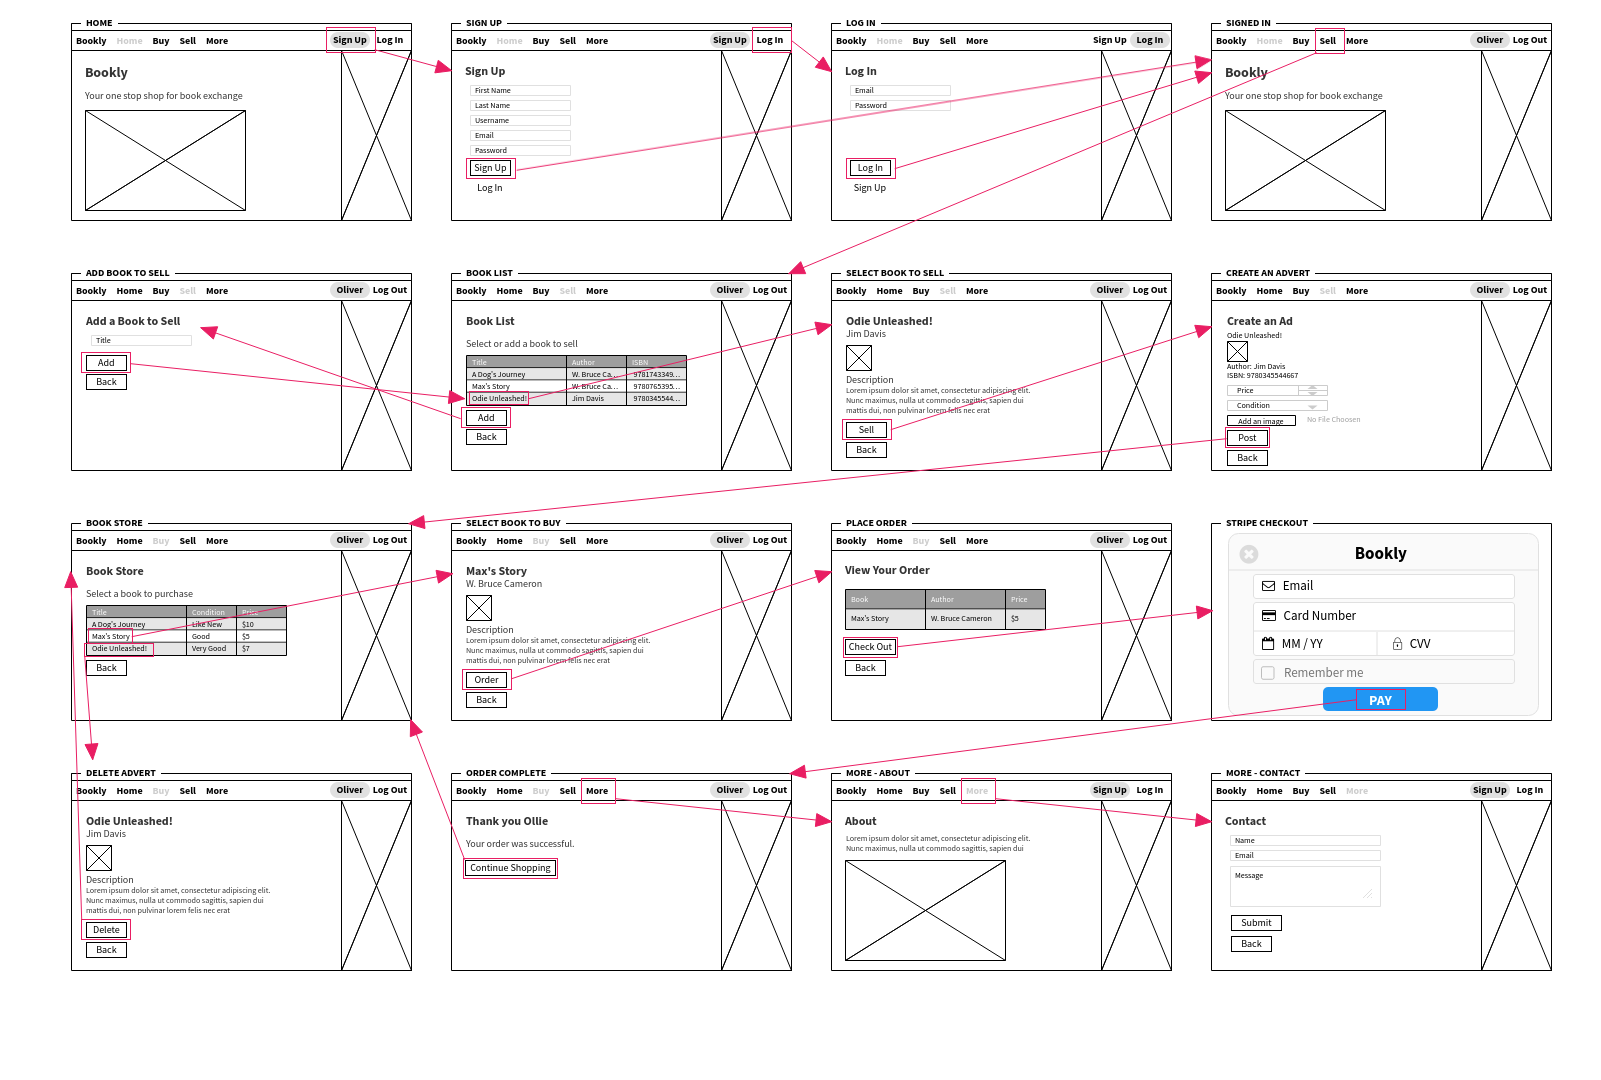 HOME
Bookly Home Buy Sell More Sign Up Log In
Bookly
Your one stop shop for book exchange
SIGN UP
Bookly Home Buy Sell More Sign Up Log In
Sign Up
First Name
Last Name
Username
Email
Password
Sign Up
Log In
LOG IN
Bookly Home Buy Sell More Sign Up Log In
Log In
Email
Password
Log In
Sign Up
SIGNED IN
Bookly Home Buy Sell More Oliver Log Out
Bookly
Your one stop shop for book exchange
ADD BOOK TO SELL
Bookly Home Buy Sell More Oliver Log Out
Add a Book to Sell
Title
Add
Back
BOOK LIST
Bookly Home Buy Sell More Oliver Log Out
Book List
Select or add a book to sell
Title Author ISBN
A Dog's Journey W. Bruce Ca... 9781743349...
Max's Story W. Bruce Ca... 9780765395...
Odie Unleashed! Jim Davis 9780345544...
Add
Back
SELECT BOOK TO SELL
Bookly Home Buy Sell More Oliver Log Out
Odie Unleashed!
Jim Davis
Description
Lorem ipsum dolor sit amet, consectetur adipiscing elit.
Nunc maximus, nulla ut commodo sagittis, sapien dui
mattis dui, non pulvinar lorem felis nec erat
Sell
Back
CREATE AN ADVERT
Bookly Home Buy Sell More Oliver Log Out
Create an Ad
Odie Unleashed!
Author: Jim Davis
ISBN: 9780345544667
Price
Condition
Add an image No File Choosen
Post
Back
BOOK STORE
Bookly Home Buy Sell More Oliver Log Out
Book Store
Select a book to purchase
Title Condition Price
A Dog's Journey Like New $10
Max's Story Good $5
Odie Unleashed! Very Good $7
Back
SELECT BOOK TO BUY
Bookly Home Buy Sell More Oliver Log Out
Max's Story
W. Bruce Cameron
Description
Lorem ipsum dolor sit amet, consectetur adipiscing elit.
Nunc maximus, nulla ut commodo sagittis, sapien dui
mattis dui, non pulvinar lorem felis nec erat
Order
Back
PLACE ORDER
Bookly Home Buy Sell More Oliver Log Out
View Your Order
Book Author Price
Max's Story W. Bruce Cameron $5
Check Out
Back
STRIPE CHECKOUT
Bookly
Email
Card Number
MM / YY CVV
Remember me
PAY
DELETE ADVERT
Bookly Home Buy Sell More Oliver Log Out
Odie Unleashed!
Jim Davis
Description
Lorem ipsum dolor sit amet, consectetur adipiscing elit.
Nunc maximus, nulla ut commodo sagittis, sapien dui
mattis dui, non pulvinar lorem felis nec erat
Delete
Back
ORDER COMPLETE
Bookly Home Buy Sell More Oliver Log Out
Thank you Ollie
Your order was successful.
Continue Shopping
MORE - ABOUT
Bookly Home Buy Sell More Sign Up Log In
About
Lorem ipsum dolor sit amet, consectetur adipiscing elit.
Nunc maximus, nulla ut commodo sagittis, sapien dui
MORE - CONTACT
Bookly Home Buy Sell More Sign Up Log In
Contact
Name
Email
Message
Submit
Back